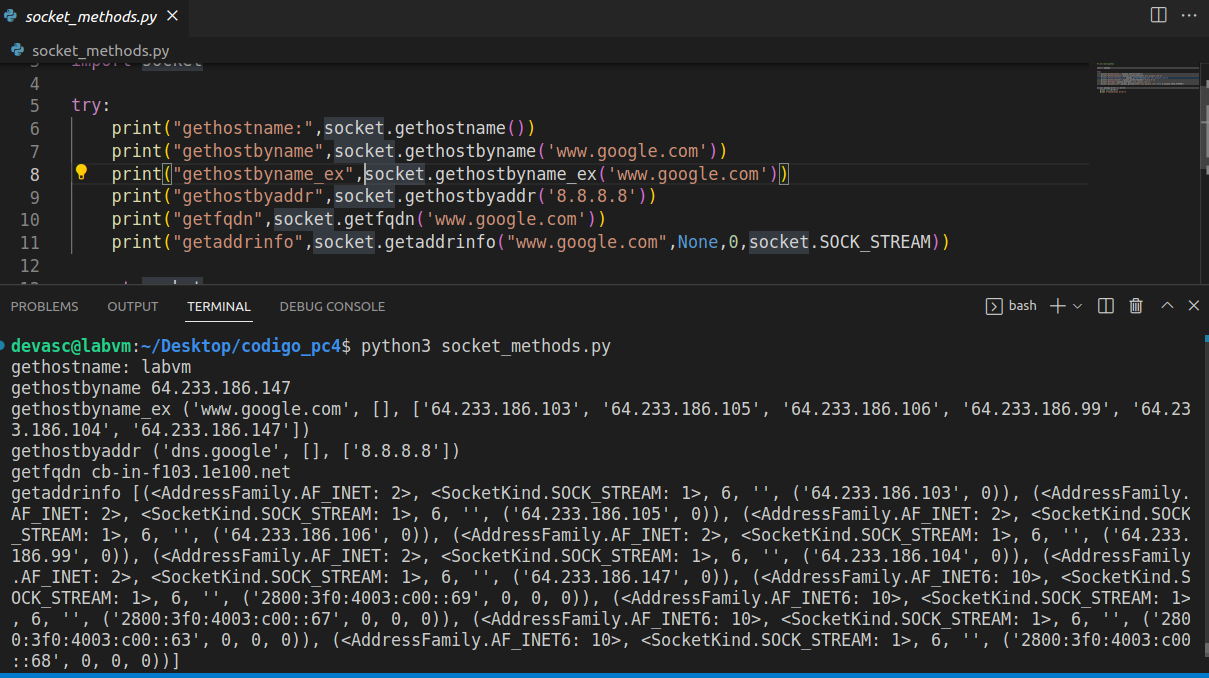 socket_methods.py
socket_methods.py
3 import socket
4
5 try:
6 print("gethostname:",socket.gethostname())
7 print("gethostbyname",socket.gethostbyname('www.google.com'))
8 print("gethostbyname_ex",socket.gethostbyname_ex('www.google.com'))
9 print("gethostbyaddr",socket.gethostbyaddr('8.8.8.8'))
10 print("getfqdn",socket.getfqdn('www.google.com'))
11 print("getaddrinfo",socket.getaddrinfo("www.google.com",None,0,socket.SOCK_STREAM))
12
PROBLEMS OUTPUT TERMINAL DEBUG CONSOLE bash
devasc@labvm:~/Desktop/codigo_pc4$ python3 socket_methods.py
gethostname: labvm
gethostbyname 64.233.186.147
gethostbyname_ex ('www.google.com', [], ['64.233.186.103', '64.233.186.105', '64.233.186.106', '64.233.186.99', '64.23
3.186.104', '64.233.186.147'])
gethostbyaddr ('dns.google', [], ['8.8.8.8'])
getfqdn cb-in-f103.1e100.net
getaddrinfo [(<AddressFamily.AF_INET: 2>, <SocketKind.SOCK_STREAM: 1>, 6, '', ('64.233.186.103', 0)), (<AddressFamily.
AF_INET: 2>, <SocketKind.SOCK_STREAM: 1>, 6, '', ('64.233.186.105', 0)), (<AddressFamily.AF_INET: 2>, <SocketKind.SOCK
_STREAM: 1>, 6, '', ('64.233.186.106', 0)), (<AddressFamily.AF_INET: 2>, <SocketKind.SOCK_STREAM: 1>, 6, '', ('64.233.
186.99', 0)), (<AddressFamily.AF_INET: 2>, <SocketKind.SOCK_STREAM: 1>, 6, '', ('64.233.186.104', 0)), (<AddressFamily
.AF_INET: 2>, <SocketKind.SOCK_STREAM: 1>, 6, '', ('64.233.186.147', 0)), (<AddressFamily.AF_INET6: 10>, <SocketKind.S
OCK_STREAM: 1>, 6, '', ('2800:3f0:4003:c00::69', 0, 0, 0)), (<AddressFamily.AF_INET6: 10>, <SocketKind.SOCK_STREAM: 1>
, 6, '', ('2800:3f0:4003:c00::67', 0, 0, 0)), (<AddressFamily.AF_INET6: 10>, <SocketKind.SOCK_STREAM: 1>, 6, '', ('280
0:3f0:4003:c00::63', 0, 0, 0)), (<AddressFamily.AF_INET6: 10>, <SocketKind.SOCK_STREAM: 1>, 6, '', ('2800:3f0:4003:c00
::68', 0, 0, 0))]